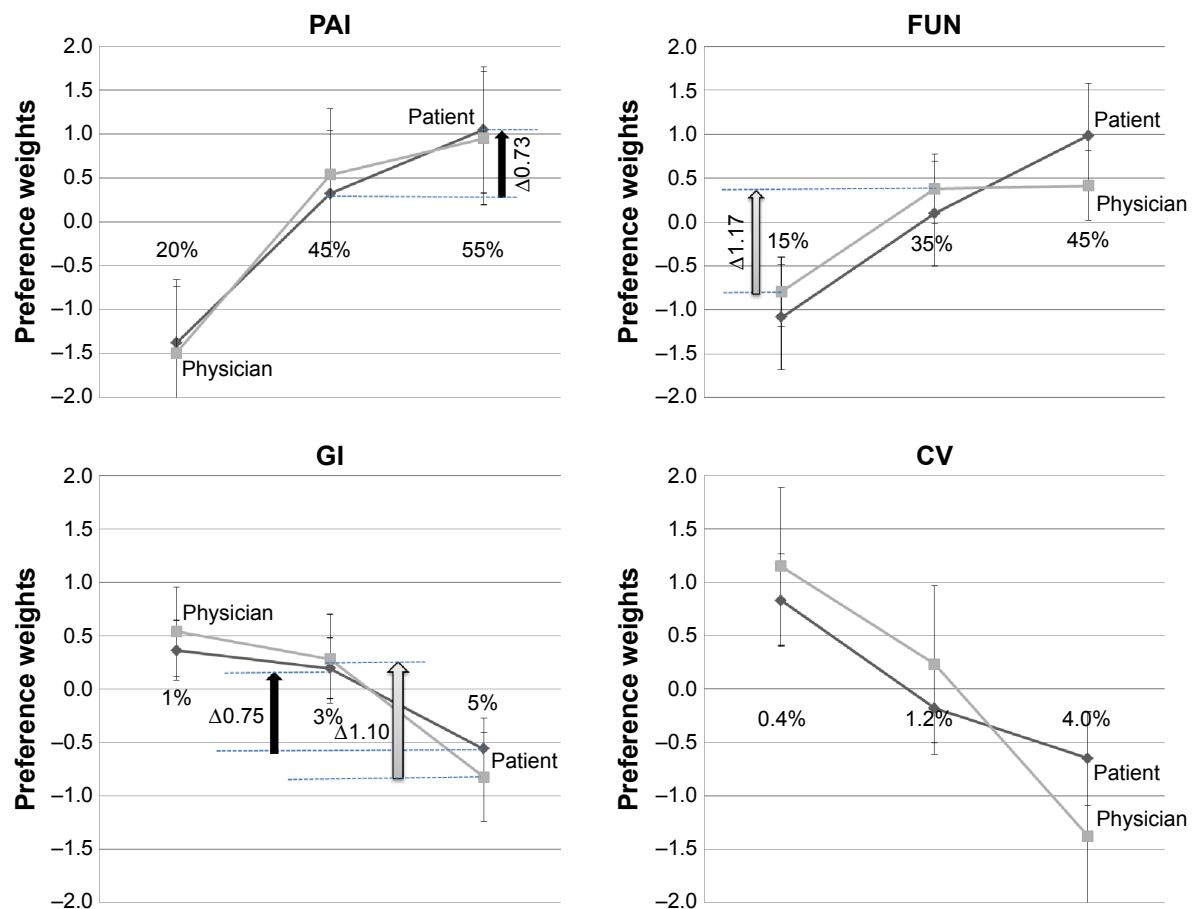 PAI
Preference weights
2.0
1.5
1.0
0.5
0.0
–0.5
–1.0
–1.5
–2.0
20%
45%
55%
Patient
Physician
Δ0.73
FUN
Preference weights
2.0
1.5
1.0
0.5
0.0
–0.5
–1.0
–1.5
–2.0
15%
35%
45%
Patient
Physician
Δ1.17
GI
Preference weights
2.0
1.5
1.0
0.5
0.0
–0.5
–1.0
–1.5
–2.0
Physician
1%
3%
5%
Δ0.75
Δ1.10
Patient
CV
Preference weights
2.0
1.5
1.0
0.5
0.0
–0.5
–1.0
–1.5
–2.0
0.4%
1.2%
4.0%
Patient
Physician